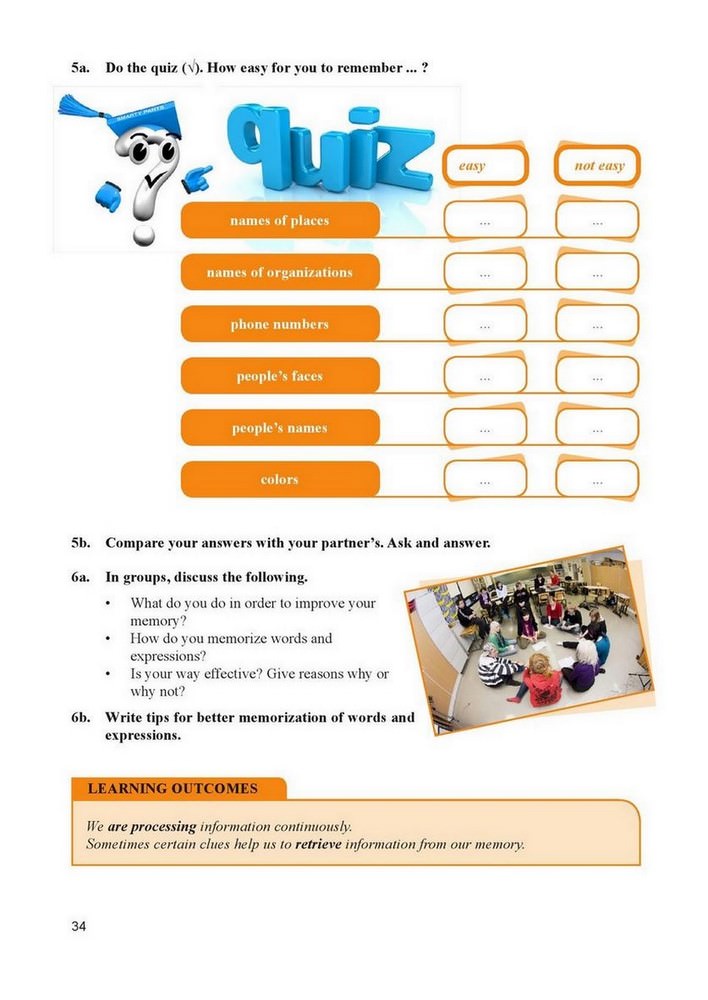 5a. Do the quiz (√). How easy for you to remember ... ?
SMARTY PANTS
quiz
easy not easy
names of places ... ...
names of organizations ... ...
phone numbers ... ...
people's faces ... ...
people's names ... ...
colors ... ...
5b. Compare your answers with your partner's. Ask and answer.
6a. In groups, discuss the following.
• What do you do in order to improve your
memory?
• How do you memorize words and
expressions?
• Is your way effective? Give reasons why or
why not?
6b. Write tips for better memorization of words and
expressions.
LEARNING OUTCOMES
We are processing information continuously.
Sometimes certain clues help us to retrieve information from our memory.
34